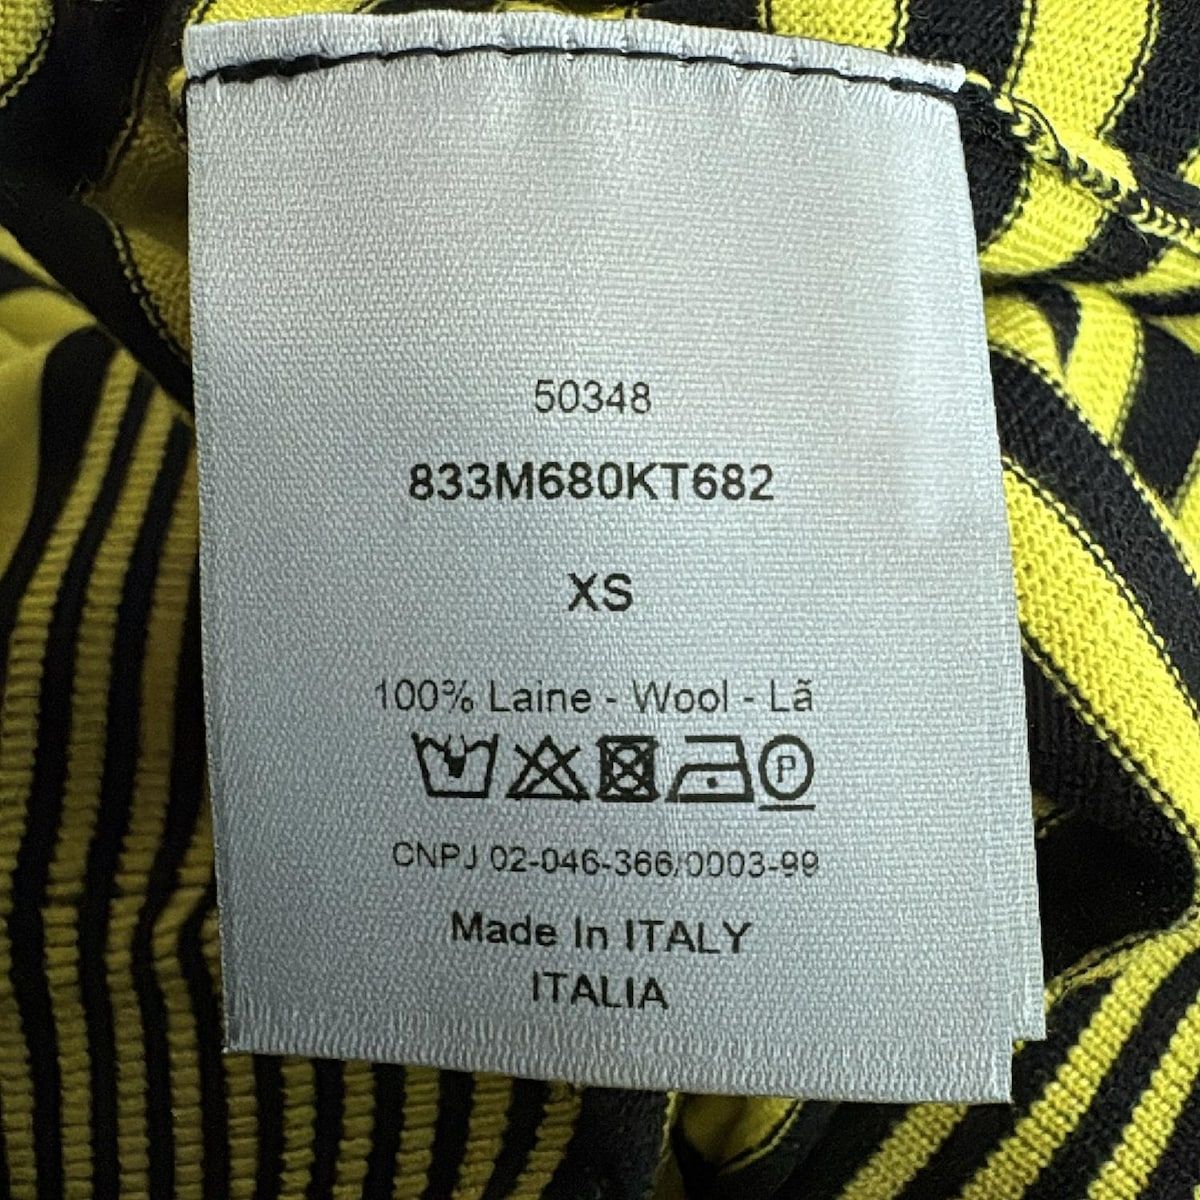 50348
833M680KT682
XS
100% Laine - Wool - Lã
P
CNPJ 02-046-366/0003-99
Made In ITALY
ITALIA